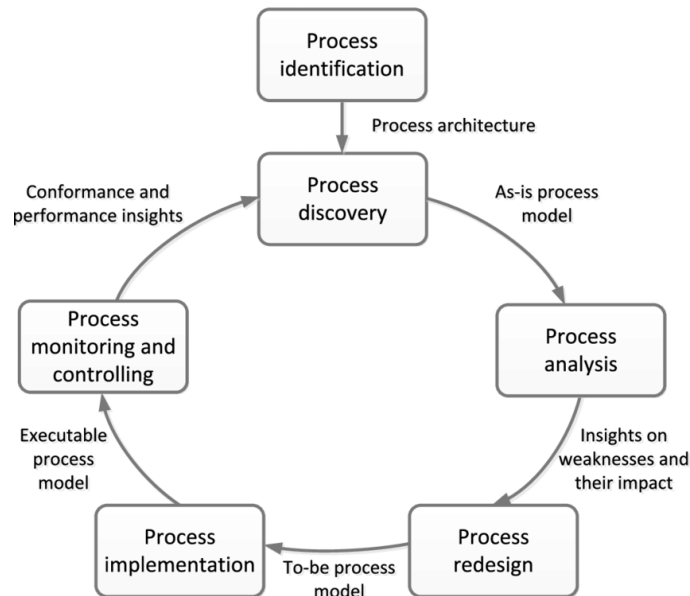 Process
identification
Process architecture
Process
discovery
As-is process
model
Process
analysis
Insights on
weaknesses and
their impact
Process
redesign
To-be process
model
Process
implementation
Executable
process
model
Process
monitoring and
controlling
Conformance and
performance insights